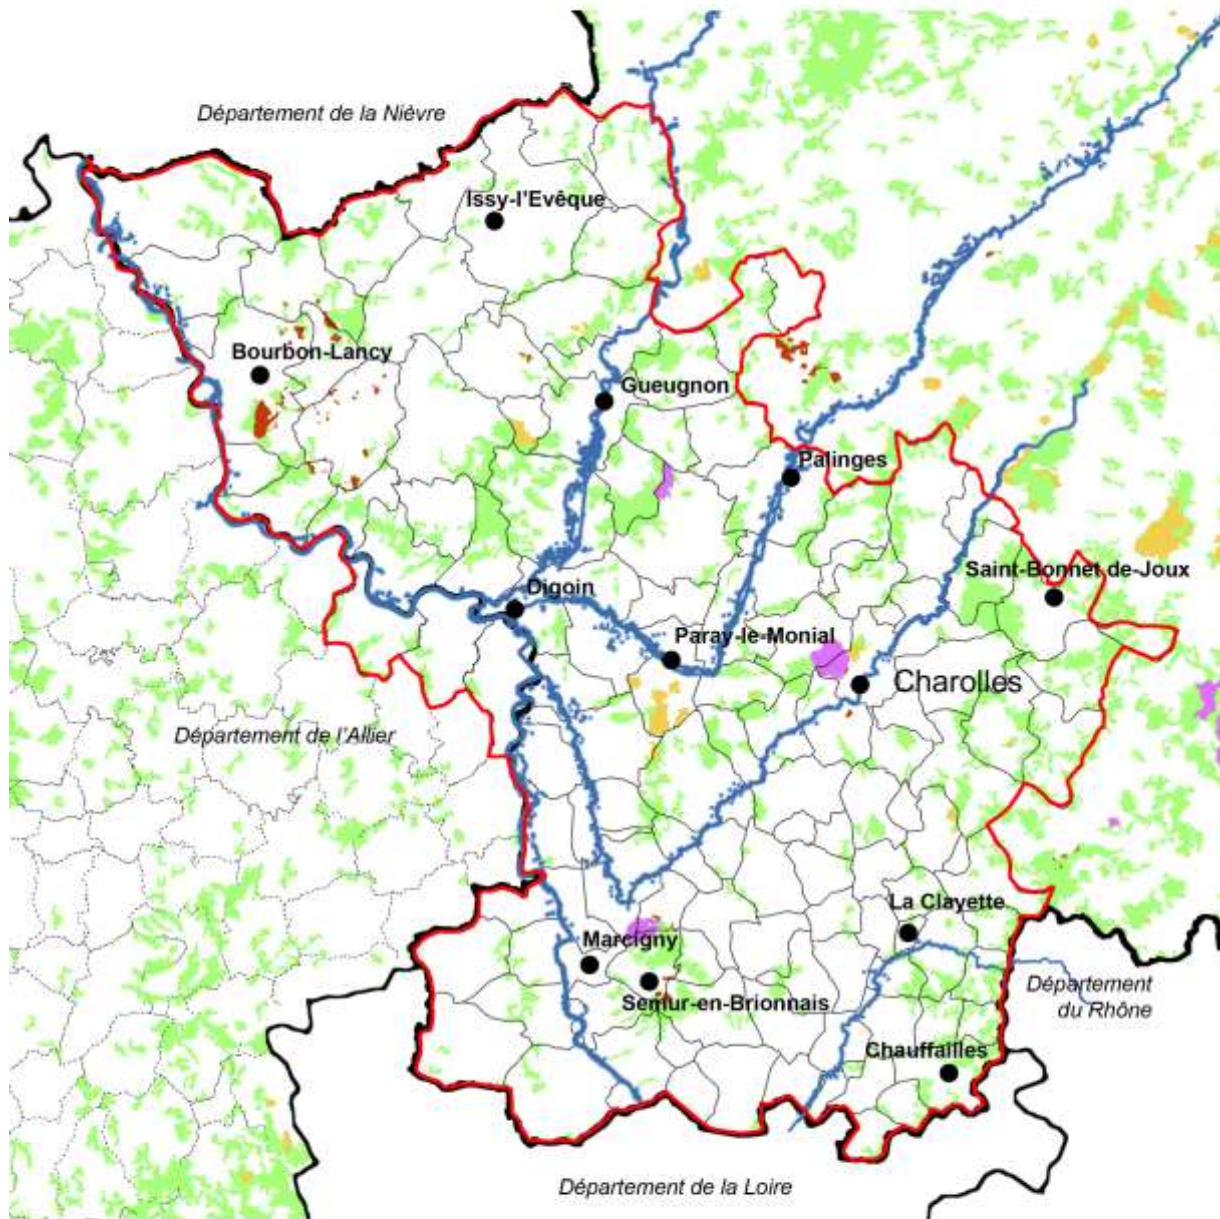 Département de la Nièvre
Issy-l'Evêque
Bourbon-Lancy
Gueugnon
Palinges
Saint-Bonnet de-Joux
Digoin
Paray-le-Monial
Charolles
Département de l'Allier
La Clayette
Marcigny
Semur-en-Brionnais
Département
du Rhône
Chauffailles
Département de la Loire